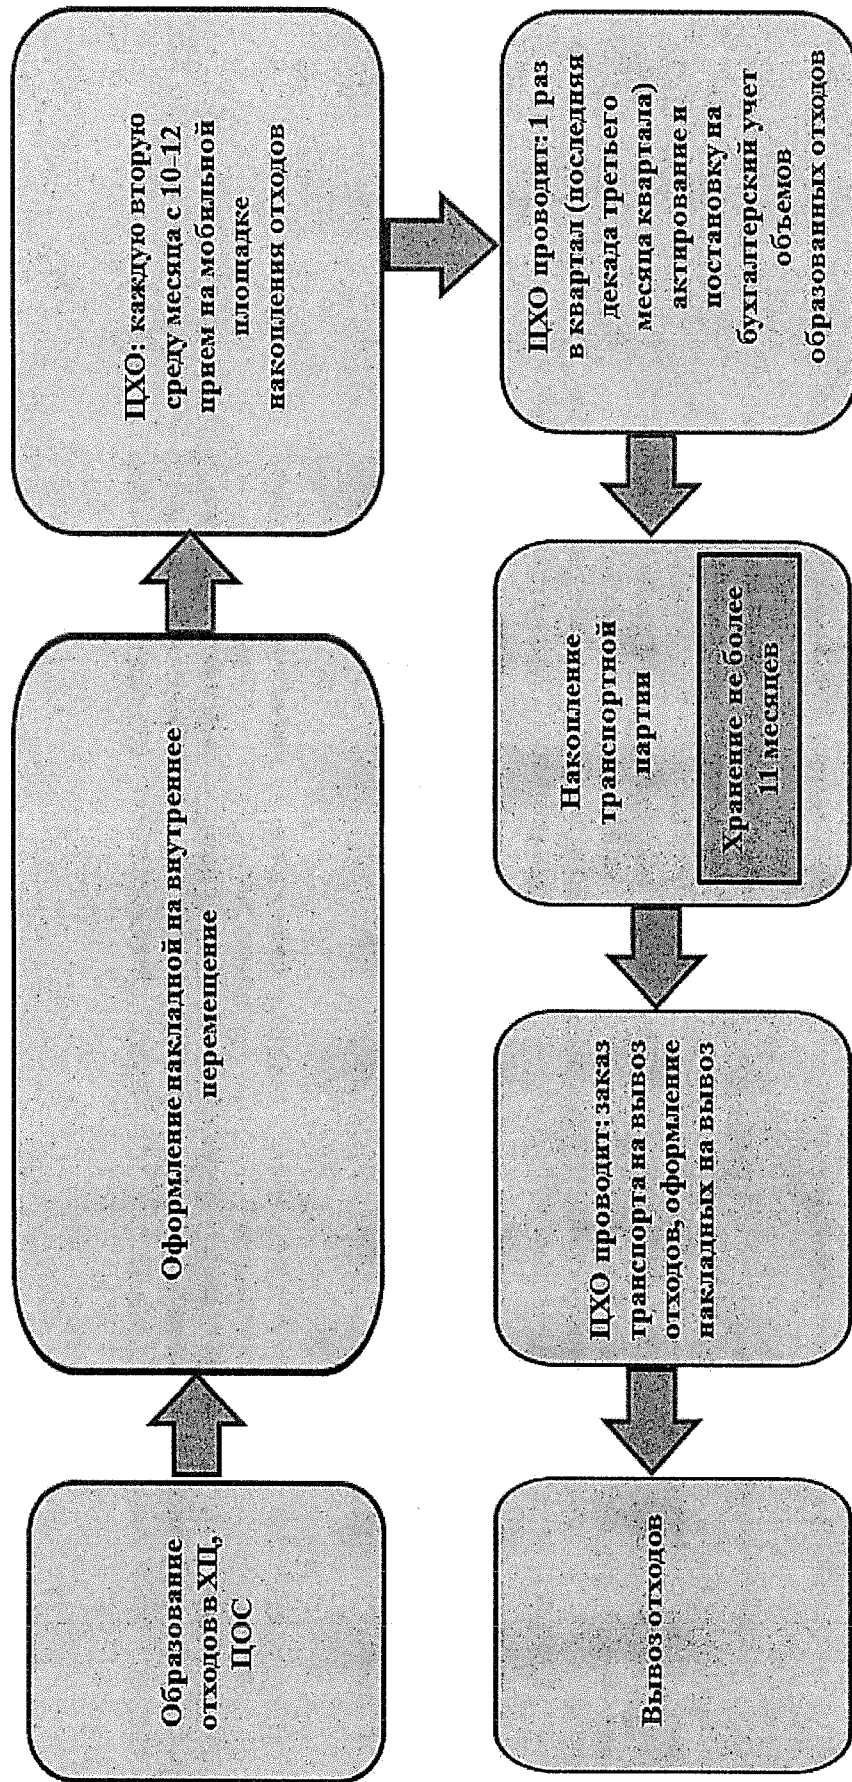 Образование
отходов в ХЦ,
ЦОС
Оформление накладной на внутреннее
перемещение
ЦХО: каждую вторую
среду месяца с 10-12
прием на мобильной
площадке
накопления отходов
ЦХО проводит: 1 раз
в квартал (последняя
декада третьего
месяца квартала)
актирование и
постановку на
бухгалтерский учет
объемов
образованных отходов
Накопление
транспортной
партии
Хранение не более
11 месяцев
ЦХО проводит: заказ
транспорта на вывоз
отходов, оформление
накладных на вывоз
Вывоз отходов